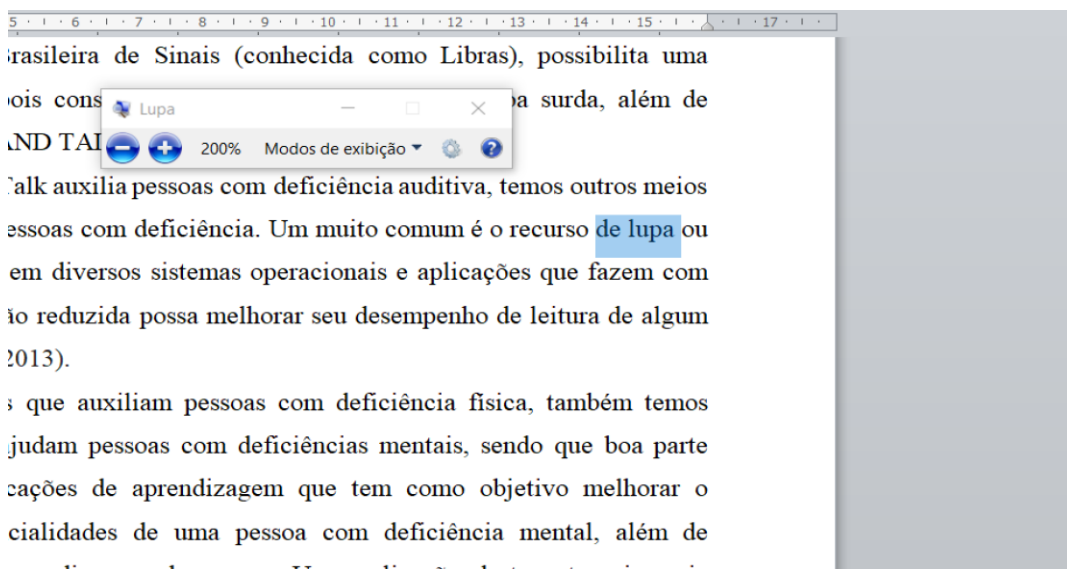 5 · 6 · 7 · 8 · 9 · 10 · 11 · 12 · 13 · 14 · 15 · 17
Brasileira de Sinais (conhecida como Libras), possibilita uma
pois cons
surda, além de
Lupa
200% Modos de exibição
AND TAL
Talk auxilia pessoas com deficiência auditiva, temos outros meios
essoas com deficiência. Um muito comum é o recurso de lupa ou
em diversos sistemas operacionais e aplicações que fazem com
ão reduzida possa melhorar seu desempenho de leitura de algum
2013).
s que auxiliam pessoas com deficiência física, também temos
judam pessoas com deficiências mentais, sendo que boa parte
cações de aprendizagem que tem como objetivo melhorar o
cialidades de uma pessoa com deficiência mental, além de